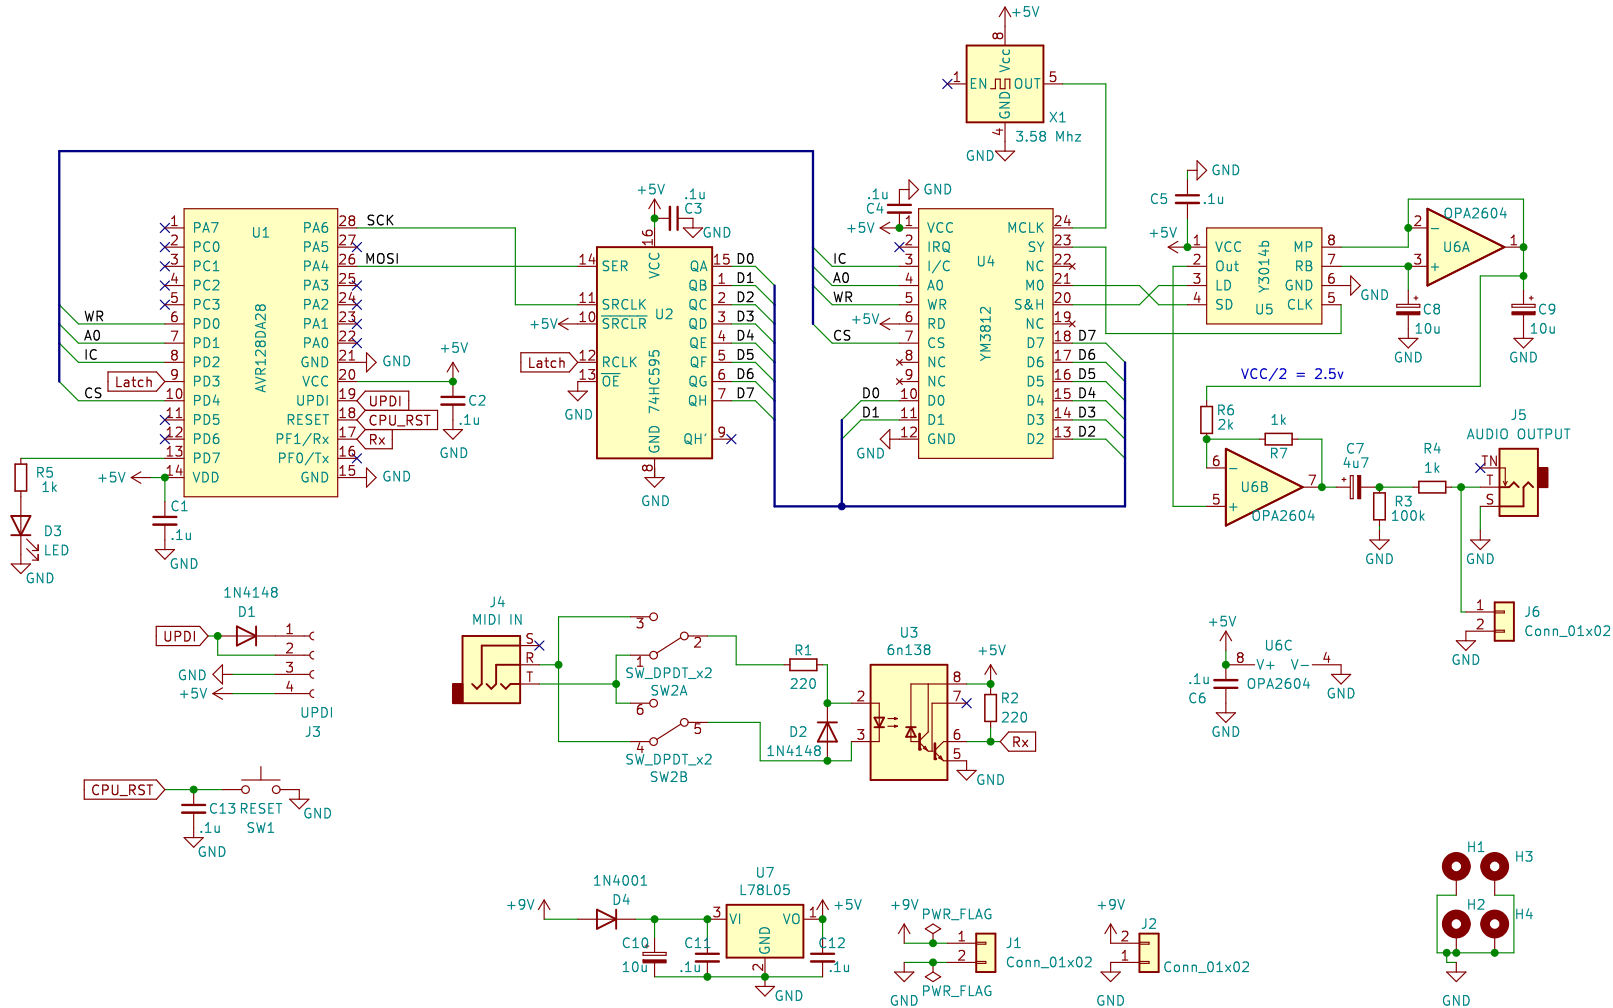 +5V
8
Vcc
1
EN
OUT
5
GND
4
X1
3.58 Mhz
GND
U1
AVR128DA28
1 PA7
2 PC0
3 PC1
4 PC2
5 PC3
WR 6 PD0
A0 7 PD1
IC 8 PD2
Latch 9 PD3
CS 10 PD4
11 PD5
12 PD6
13 PD7
+5V 14 VDD
PA6 28 SCK
PA5 27
PA4 26 MOSI
PA3 25
PA2 24
PA1 23
PA0 22
GND 21 GND
VCC 20
UPDI 19 UPDI
RESET 18 CPU_RST
PF1/Rx 17 Rx
PF0/Tx 16
GND 15 GND
+5V
C2
.1u
GND
R5
1k
D3
LED
GND
C1
.1u
GND
+5V
.1u
C3
GND
16
VCC
U2
74HC595
14 SER
11 SRCLK
+5V 10 SRCLR
Latch 12 RCLK
13 OE
GND
QA 15 D0
QB 1 D1
QC 2 D2
QD 3 D3
QE 4 D4
QF 5 D5
QG 6 D6
QH 7 D7
QH' 9
GND
8
GND
.1u
C4
GND
U4
YM3812
+5V 1 VCC
2 IRQ
IC 3 I/C
A0 4 A0
WR 5 WR
+5V 6 RD
CS 7 CS
8 NC
9 NC
D0 10 D0
D1 11 D1
GND 12 GND
MCLK 24
SY 23
NC 22
M0 21
S&H 20
NC 19
D7 18 D7
D6 17 D6
D5 16 D5
D4 15 D4
D3 14 D3
D2 13 D2
GND
C5
.1u
+5V
1 VCC
2 Out
3 LD
4 SD
Y3014b
U5
MP 8
RB 7
GND 6 GND
CLK 5
OPA2604
U6A
2
−
3
+
1
C8
10u
GND
C9
10u
GND
VCC/2 = 2.5v
R6
2k
1k
R7
6
−
U6B
5
+
7
OPA2604
C7
4u7
R3
100k
GND
R4
1k
J5
AUDIO OUTPUT
TN
T
S
GND
1
2
J6
Conn_01x02
GND
1N4148
D1
UPDI
1
2
GND 3
+5V 4
UPDI
J3
J4
MIDI IN
S
R
T
3
1
2
SW_DPDT_x2
SW2A
6
4
5
SW_DPDT_x2
SW2B
R1
220
D2
1N4148
U3
6n138
2
3
8
7
6
5
+5V
R2
220
Rx
GND
+5V
U6C
8 V+ V− 4
OPA2604
.1u
C6
GND
GND
CPU_RST
C13
.1u
GND
RESET
SW1
GND
+9V
1N4001
D4
U7
L78L05
3 VI
VO 1
GND
2
+5V
C10
10u
C11
.1u
C12
.1u
GND
+9V
PWR_FLAG
1
2
J1
Conn_01x02
GND
PWR_FLAG
+9V
J2
2
1
Conn_01x02
GND
H1
H3
H2
H4
GND